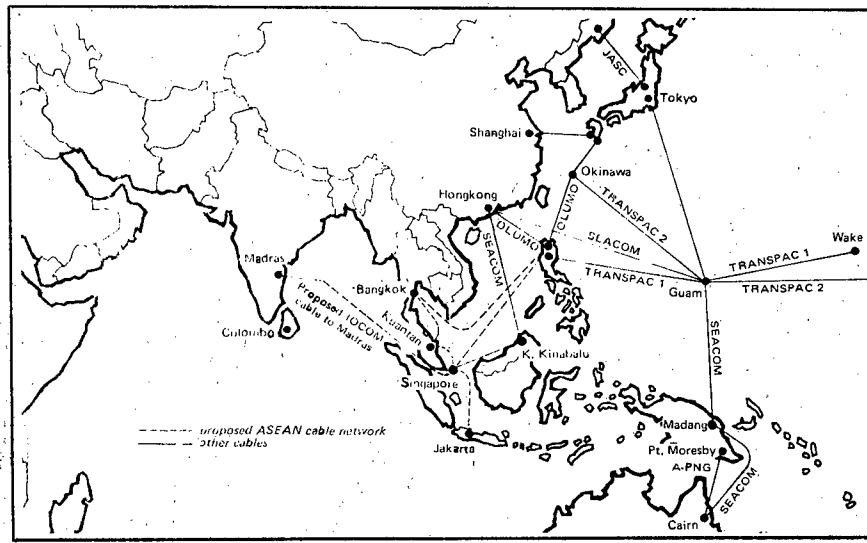 JASC
Tokyo
Shanghai
Okinawa
Hongkong
OLUMO
TRANSPAC 2
OLUMO
SLACOM
SEACOM
Wake
TRANSPAC 1
TRANSPAC 1
TRANSPAC 2
Guam
Madras
Bangkok
Proposed IOCOM
cable to Madras
Kuantan
Colombo
K. Kinabalu
SEACOM
Singapore
proposed ASEAN cable network
other cables
Jakarta
Madang
Pt. Moresby
A-PNG
SEACOM
Cairn